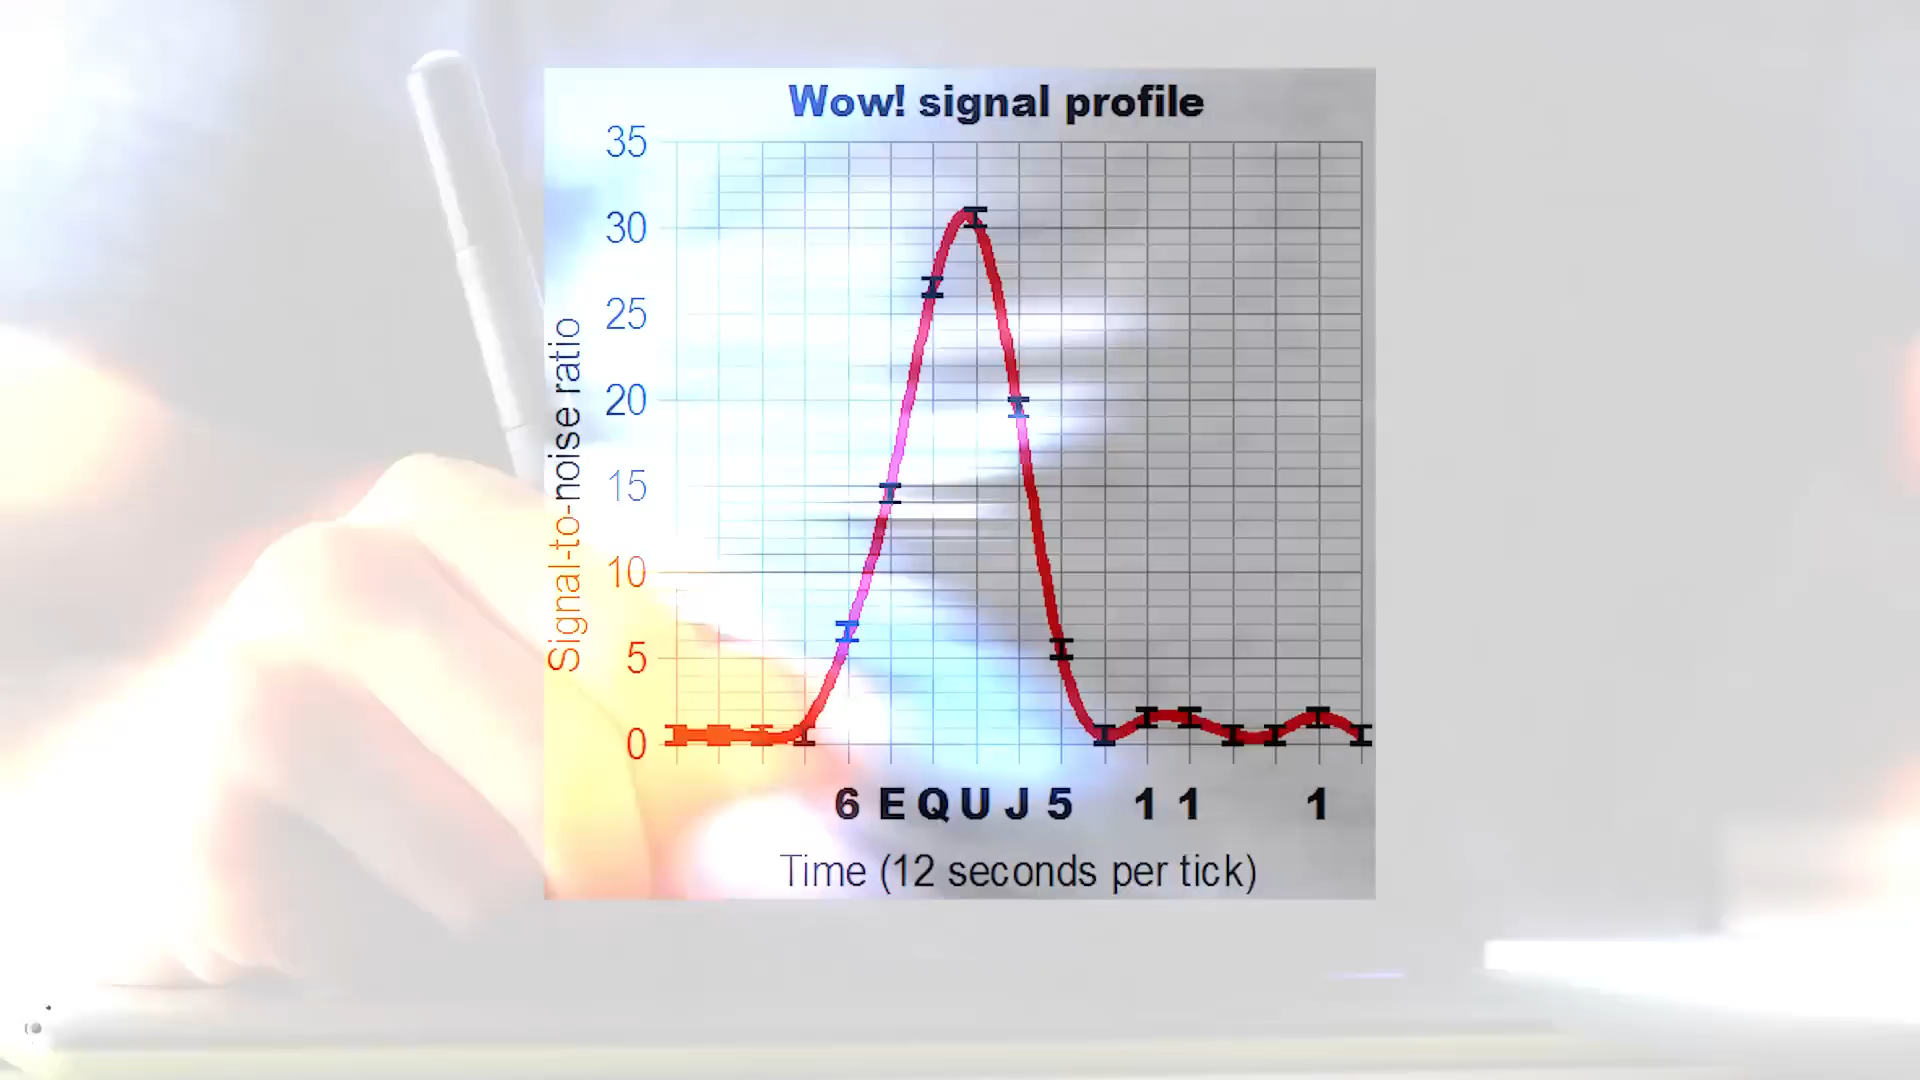 Wow! signal profile
35
30
25
20
15
10
5
0
Signal-to-noise ratio
6 E Q U J 5 1 1 1
Time (12 seconds per tick)